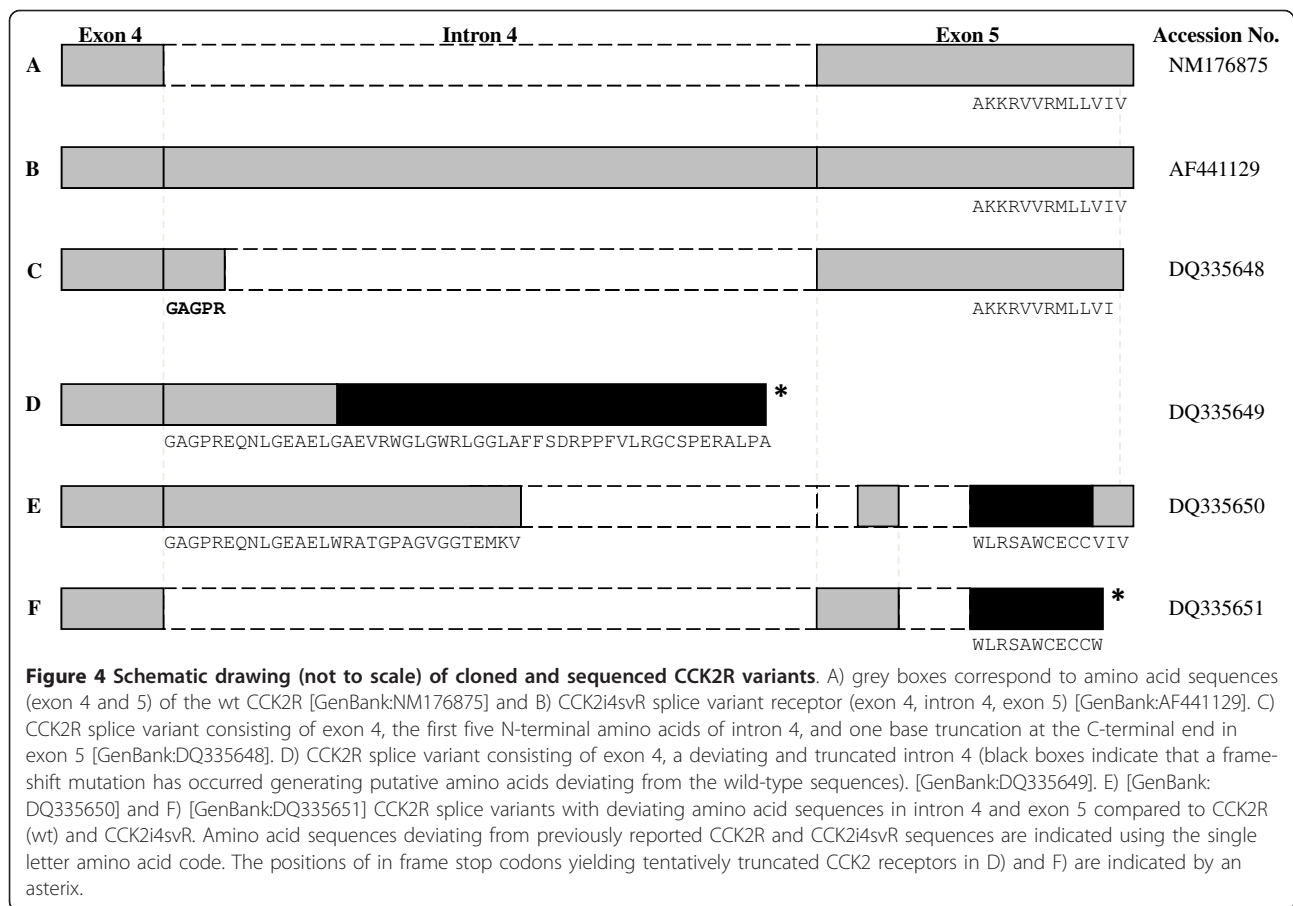 Exon 4 Intron 4 Exon 5 Accession No.
A NM176875
AKKRVVRMLLVIV
B AF441129
AKKRVVRMLLVIV
C DQ335648
GAGPR AKKRVVRMLLVI
D * DQ335649
GAGPREQNLGEAELGAEVRWGLGWRLGGLAFFSDRPPFVLRGCSPERALPA
E DQ335650
GAGPREQNLGEAELWRATGPAGVGGTEMKV WLRSAWCECCVIV
F * DQ335651
WLRSAWCECCW
Figure 4 Schematic drawing (not to scale) of cloned and sequenced CCK2R variants. A) grey boxes correspond to amino acid sequences
(exon 4 and 5) of the wt CCK2R [GenBank:NM176875] and B) CCK2i4svR splice variant receptor (exon 4, intron 4, exon 5) [GenBank:AF441129]. C)
CCK2R splice variant consisting of exon 4, the first five N-terminal amino acids of intron 4, and one base truncation at the C-terminal end in
exon 5 [GenBank:DQ335648]. D) CCK2R splice variant consisting of exon 4, a deviating and truncated intron 4 (black boxes indicate that a frame-
shift mutation has occurred generating putative amino acids deviating from the wild-type sequences). [GenBank:DQ335649]. E) [GenBank:
DQ335650] and F) [GenBank:DQ335651] CCK2R splice variants with deviating amino acid sequences in intron 4 and exon 5 compared to CCK2R
(wt) and CCK2i4svR. Amino acid sequences deviating from previously reported CCK2R and CCK2i4svR sequences are indicated using the single
letter amino acid code. The positions of in frame stop codons yielding tentatively truncated CCK2 receptors in D) and F) are indicated by an
asterix.